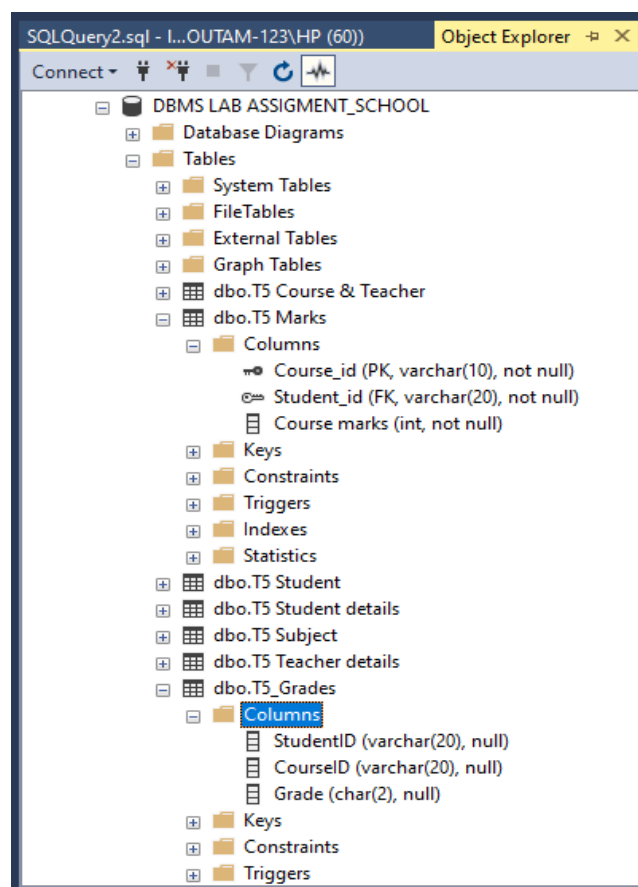 SQLQuery2.sql - I...OUTAM-123\HP (60))
Object Explorer
Connect
DBMS LAB ASSIGMENT_SCHOOL
Database Diagrams
Tables
System Tables
FileTables
External Tables
Graph Tables
dbo.T5 Course & Teacher
dbo.T5 Marks
Columns
Course_id (PK, varchar(10), not null)
Student_id (FK, varchar(20), not null)
Course marks (int, not null)
Keys
Constraints
Triggers
Indexes
Statistics
dbo.T5 Student
dbo.T5 Student details
dbo.T5 Subject
dbo.T5 Teacher details
dbo.T5_Grades
Columns
StudentID (varchar(20), null)
CourseID (varchar(20), null)
Grade (char(2), null)
Keys
Constraints
Triggers